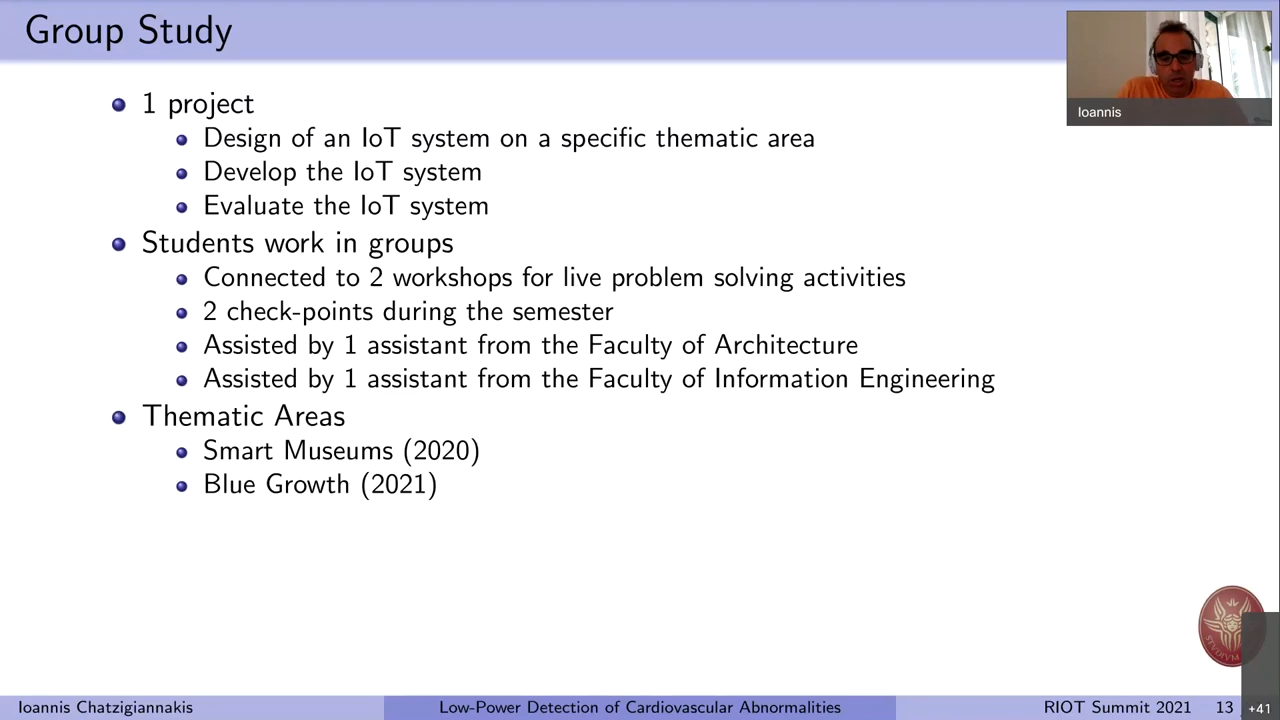 Group Study
Ioannis
1 project
Design of an IoT system on a specific thematic area
Develop the IoT system
Evaluate the IoT system
Students work in groups
Connected to 2 workshops for live problem solving activities
2 check-points during the semester
Assisted by 1 assistant from the Faculty of Architecture
Assisted by 1 assistant from the Faculty of Information Engineering
Thematic Areas
Smart Museums (2020)
Blue Growth (2021)
Ioannis Chatzigiannakis
Low-Power Detection of Cardiovascular Abnormalities
RIOT Summit 2021 13
+41